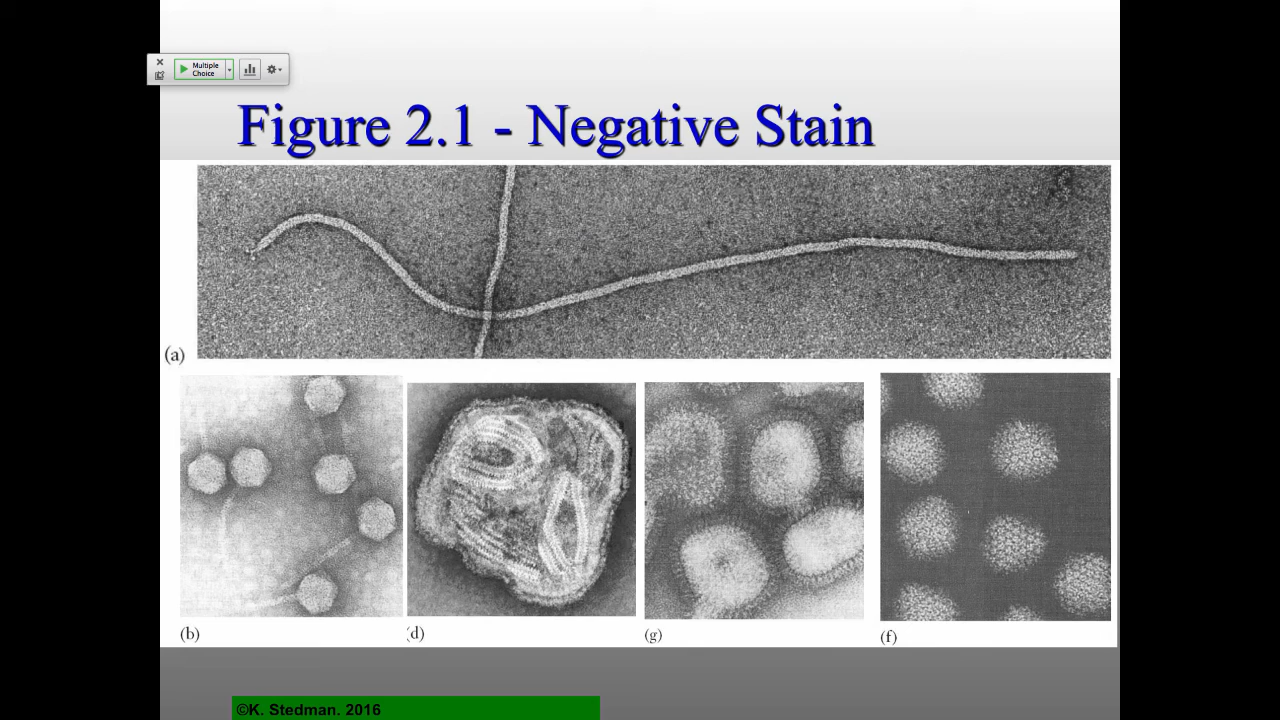 Multiple
Choice
Figure 2.1 - Negative Stain
(a)
(b)
(d)
(g)
(f)
©K. Stedman. 2016